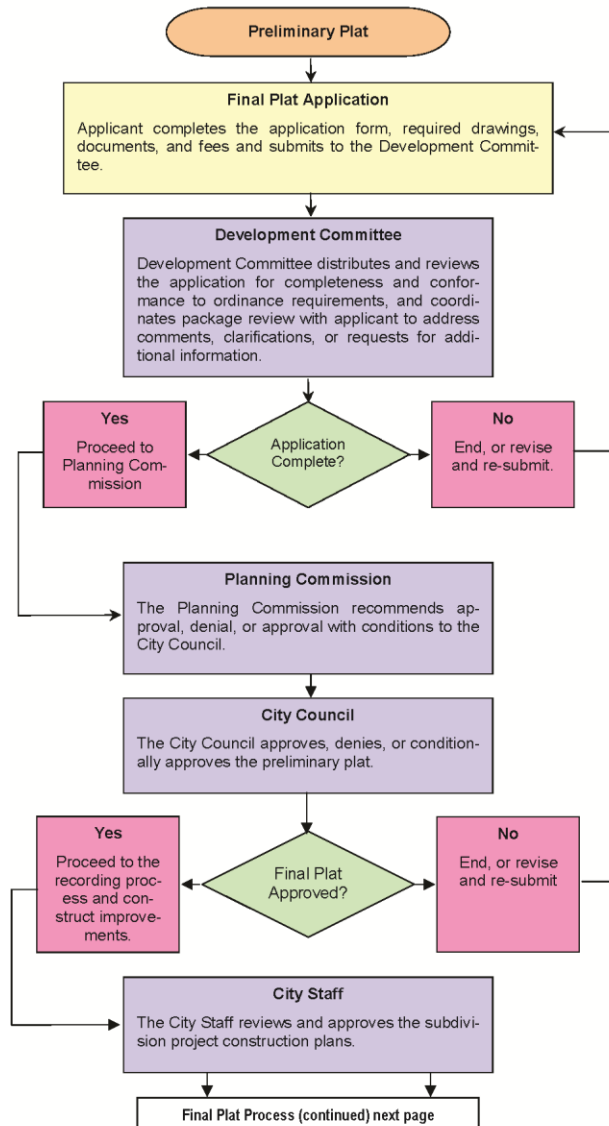 Preliminary Plat
Final Plat Application
Applicant completes the application form, required drawings,
documents, and fees and submits to the Development Commit-
tee.
Development Committee
Development Committee distributes and reviews
the application for completeness and con-
formance to ordinance requirements, and coordi-
nates package review with applicant to address
comments, clarifications, or requests for addi-
tional information.
Yes
Proceed to
Planning Com-
mission
Application
Complete?
No
End, or revise
and re-submit.
Planning Commission
The Planning Commission recommends ap-
proval, denial, or approval with conditions to the
City Council.
City Council
The City Council approves, denies, or condition-
ally approves the preliminary plat.
Yes
Proceed to the
recording pro-
cess and con-
struct improve-
ments.
Final Plat
Approved?
No
End, or revise
and re-submit
City Staff
The City Staff reviews and approves the subdivi-
sion project construction plans.
Final Plat Process (continued) next page